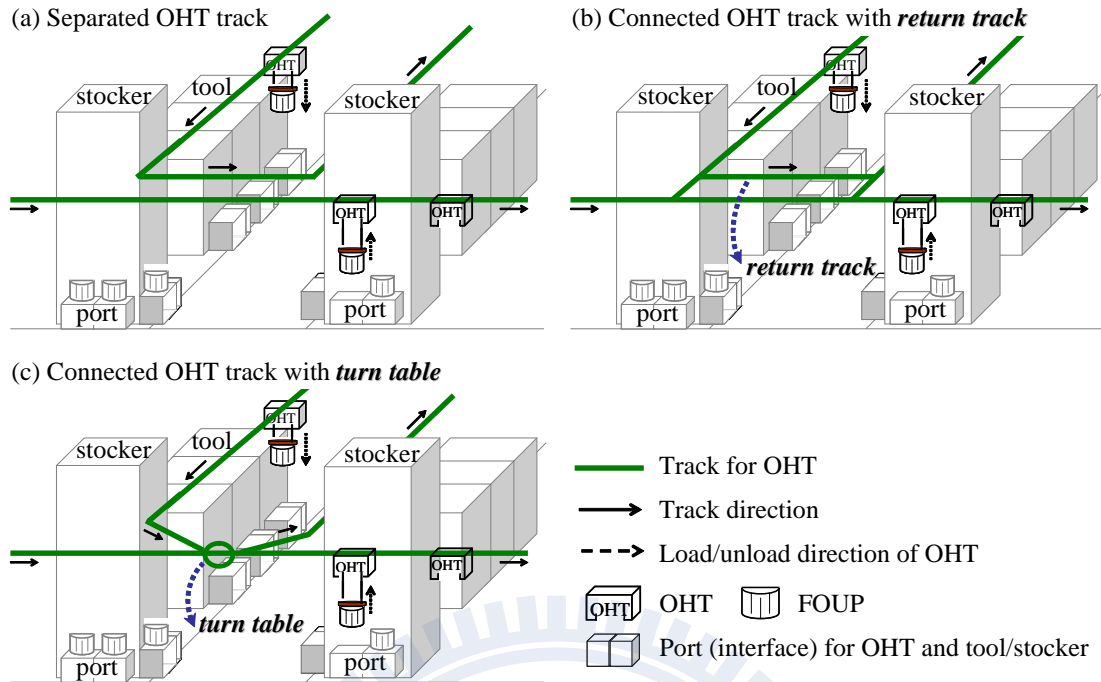 (a) Separated OHT track
OHT
stocker
tool
stocker
OHT
OHT
port
port
(b) Connected OHT track with return track
OHT
stocker
tool
stocker
OHT
OHT
return track
port
port
(c) Connected OHT track with turn table
OHT
stocker
tool
stocker
OHT
OHT
turn table
port
port
Track for OHT
Track direction
Load/unload direction of OHT
OHT
OHT
FOUP
Port (interface) for OHT and tool/stocker